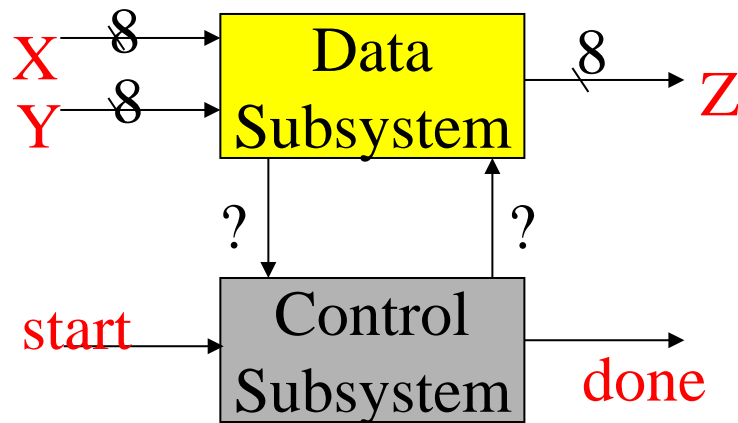 X
8
Y
8
Data
Subsystem
8
Z
?
?
start
Control
Subsystem
done